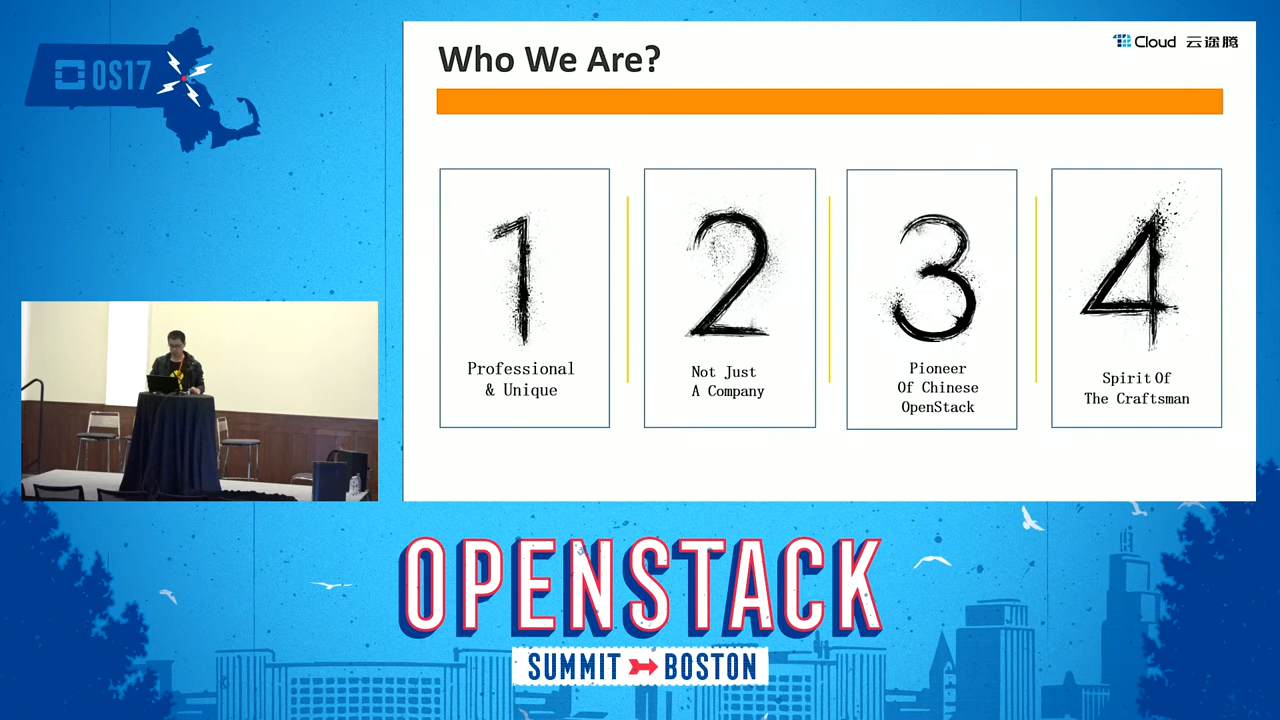 OS17
Who We Are?
Cloud 云途腾
1
Professional
& Unique
2
Not Just
A Company
3
Pioneer
Of Chinese
OpenStack
4
Spirit Of
The Craftsman
OPENSTACK
SUMMIT BOSTON